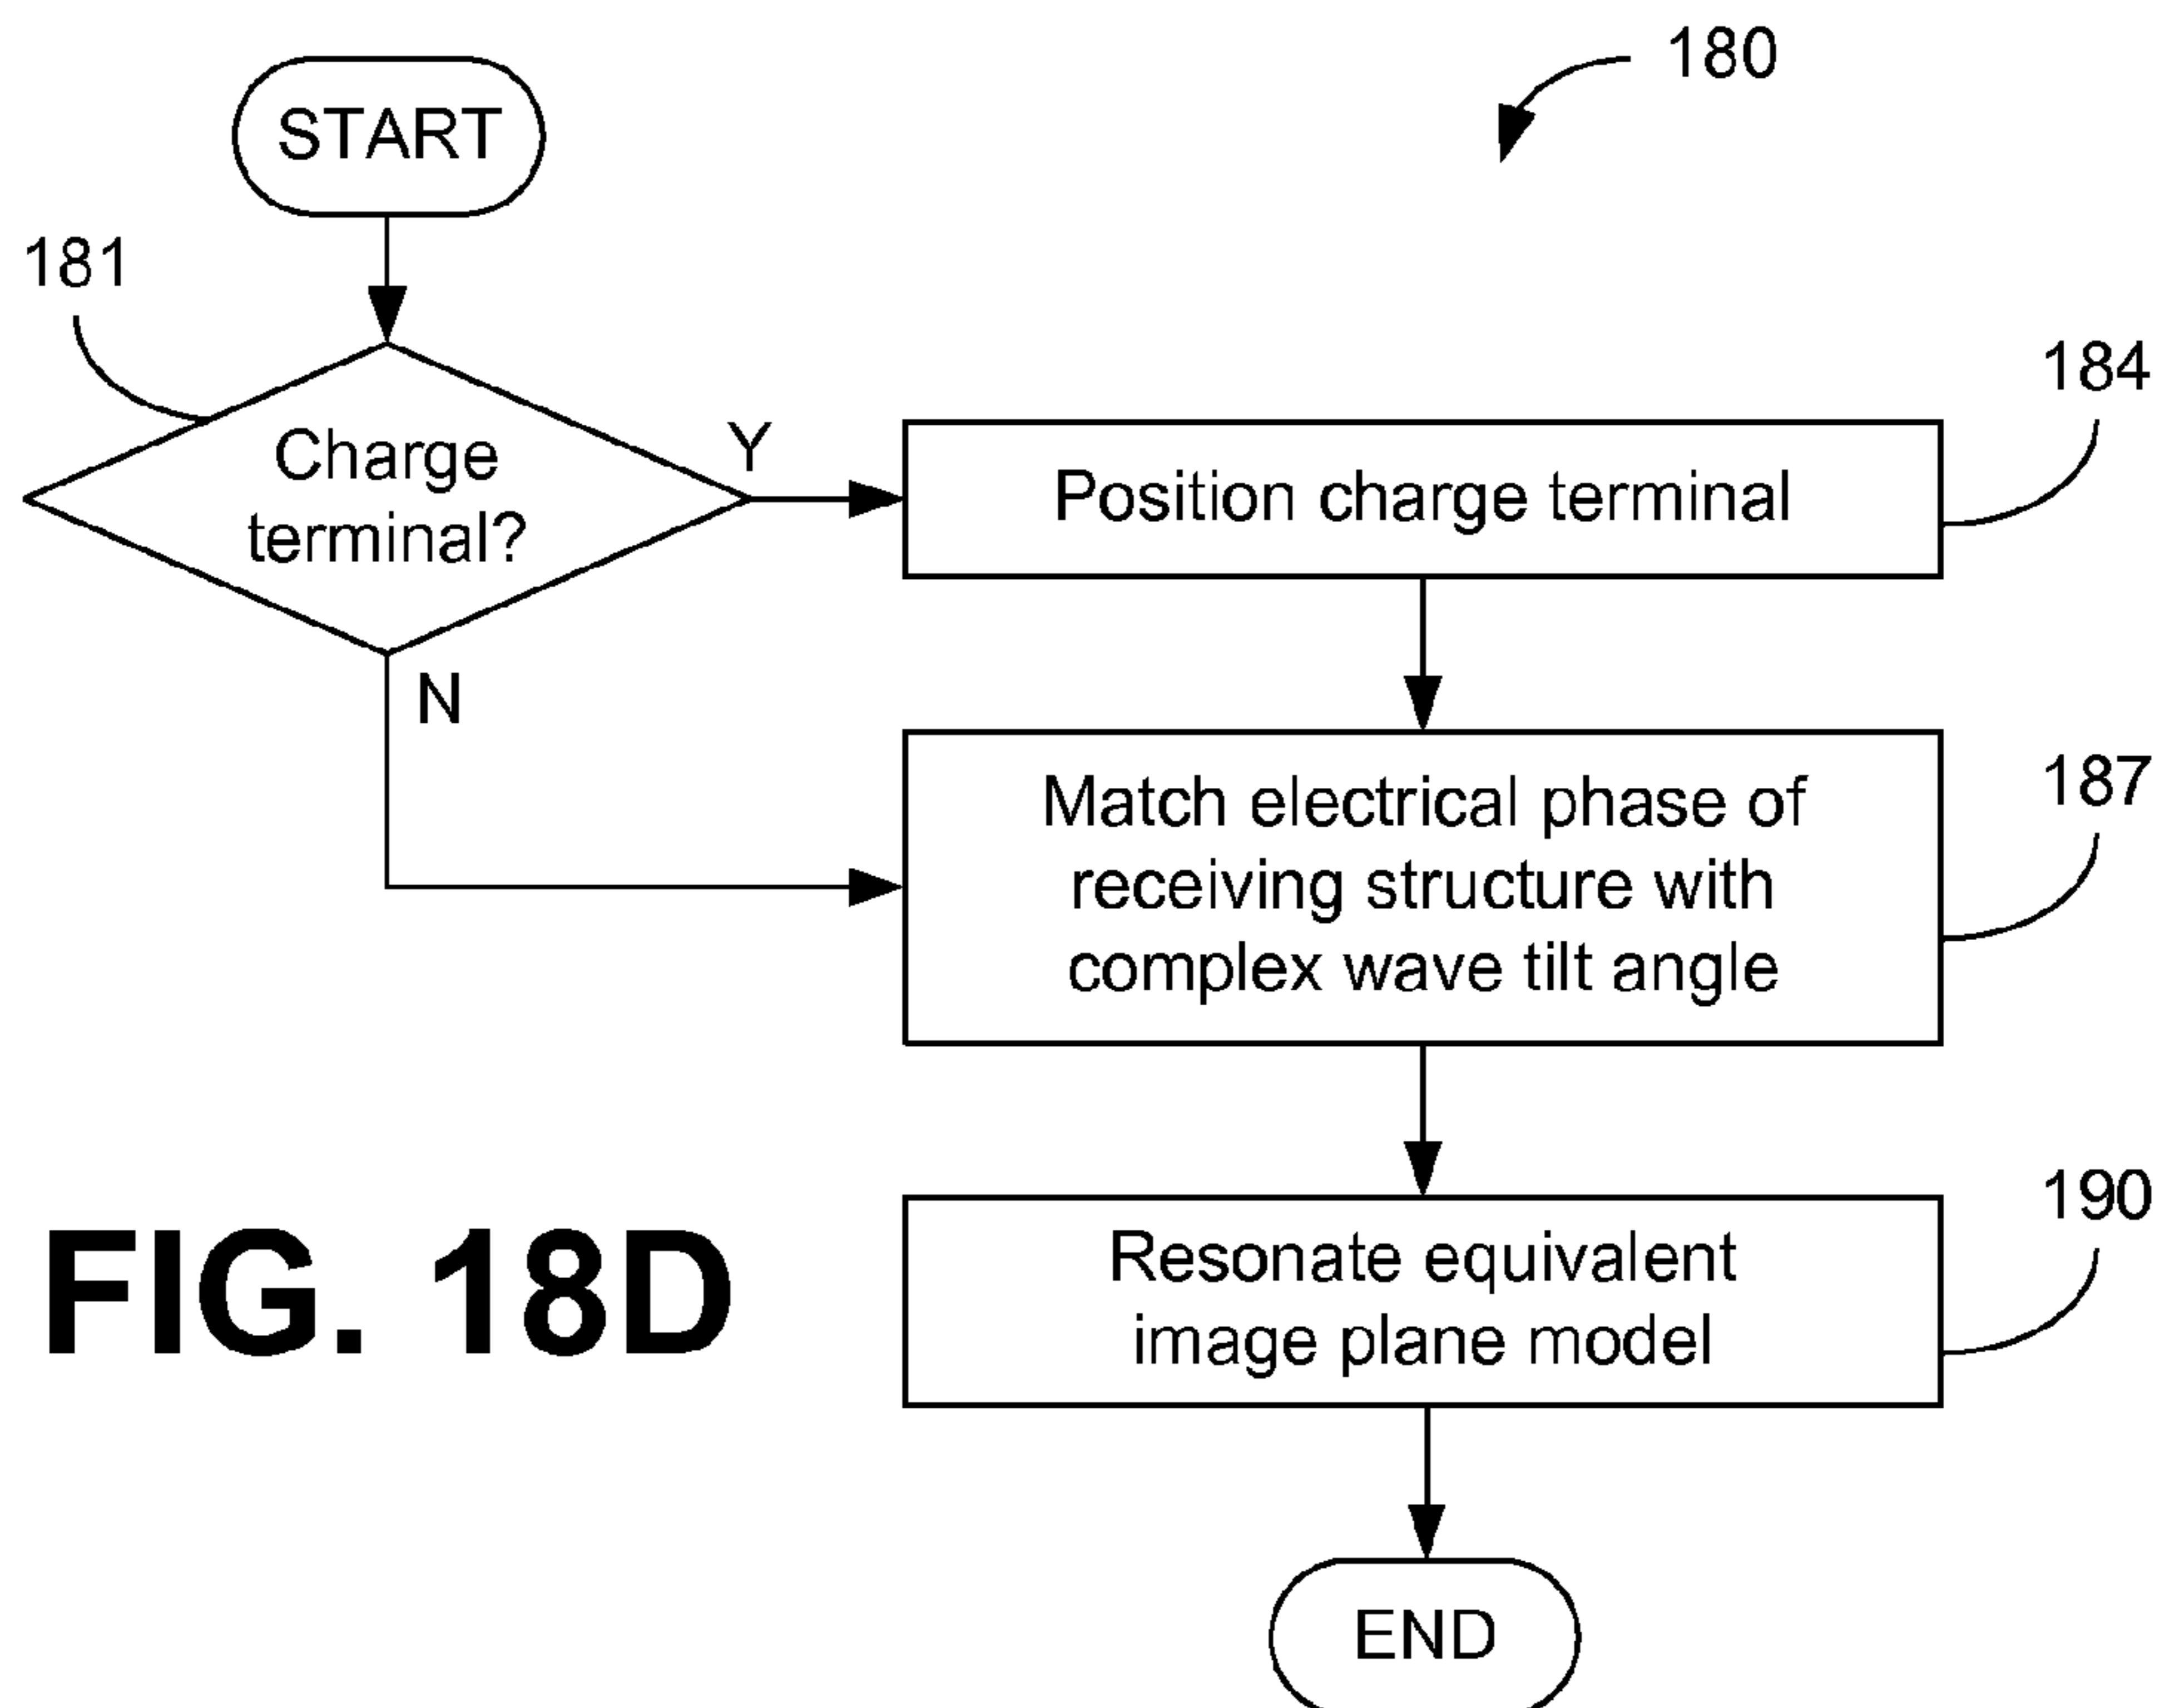 START
180
181
Charge
terminal?
Y
N
184
Position charge terminal
187
Match electrical phase of
receiving structure with
complex wave tilt angle
190
Resonate equivalent
image plane model
END
FIG. 18D